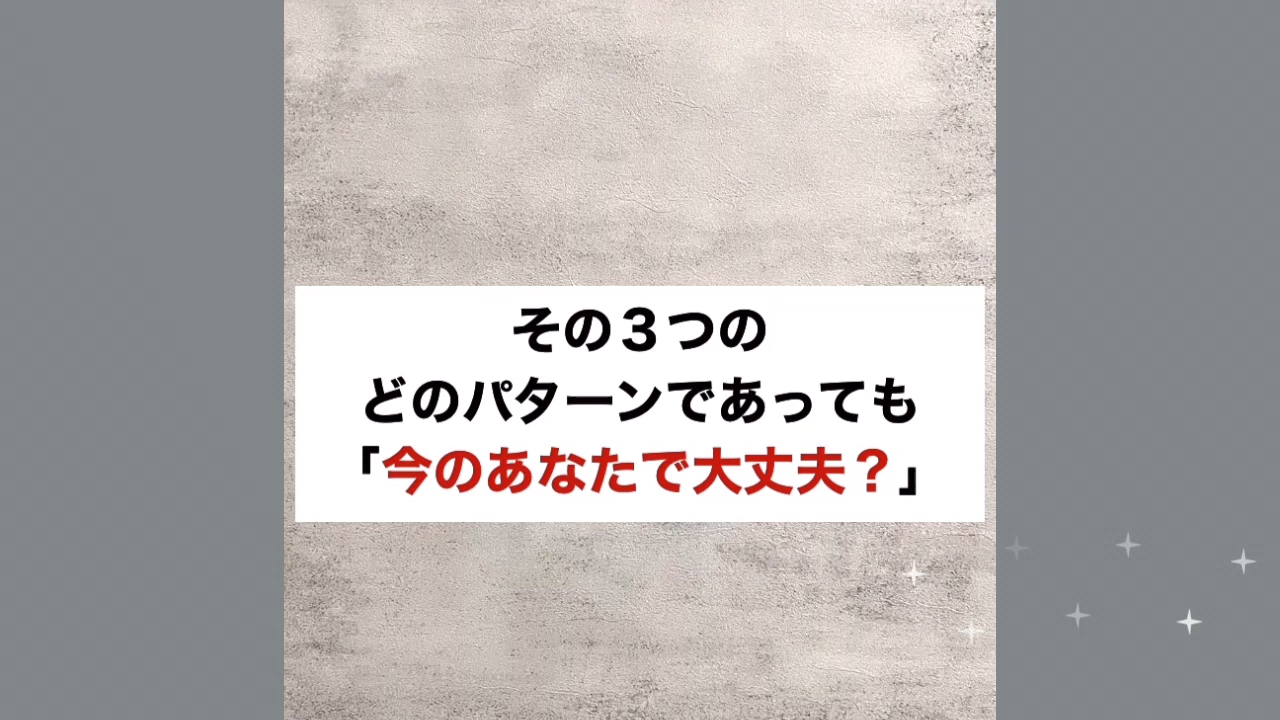 その３つの
どのパターンであっても
「今のあなたで大丈夫？」